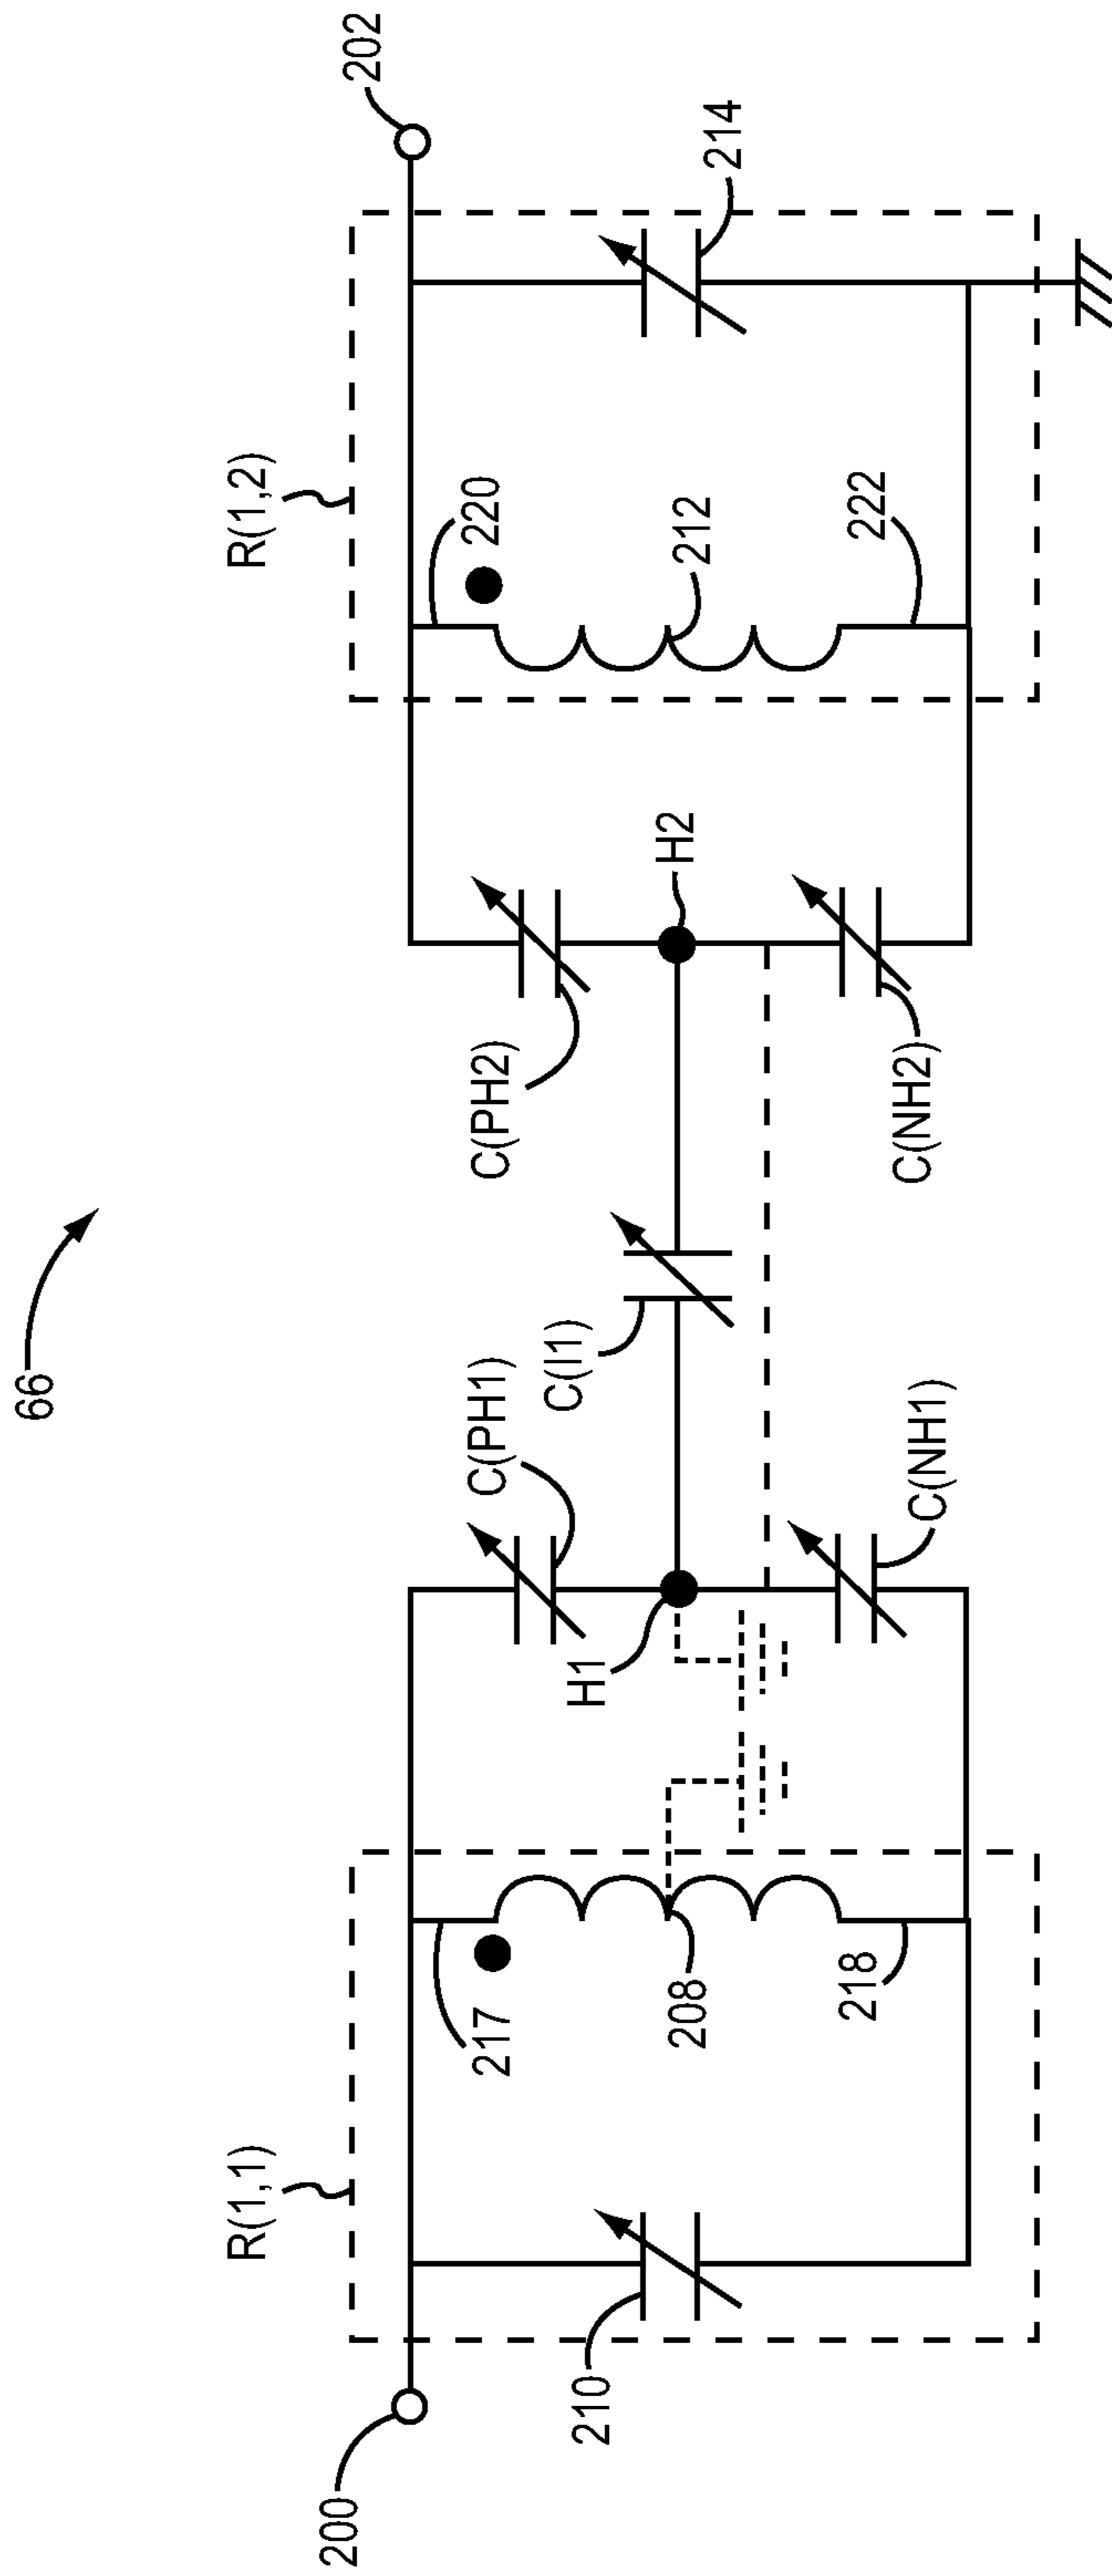 66
R(1,1)
R(1,2)
200
202
210
217
208
218
H1
C(PH1)
C(NH1)
C(I1)
C(PH2)
H2
C(NH2)
220
212
222
214